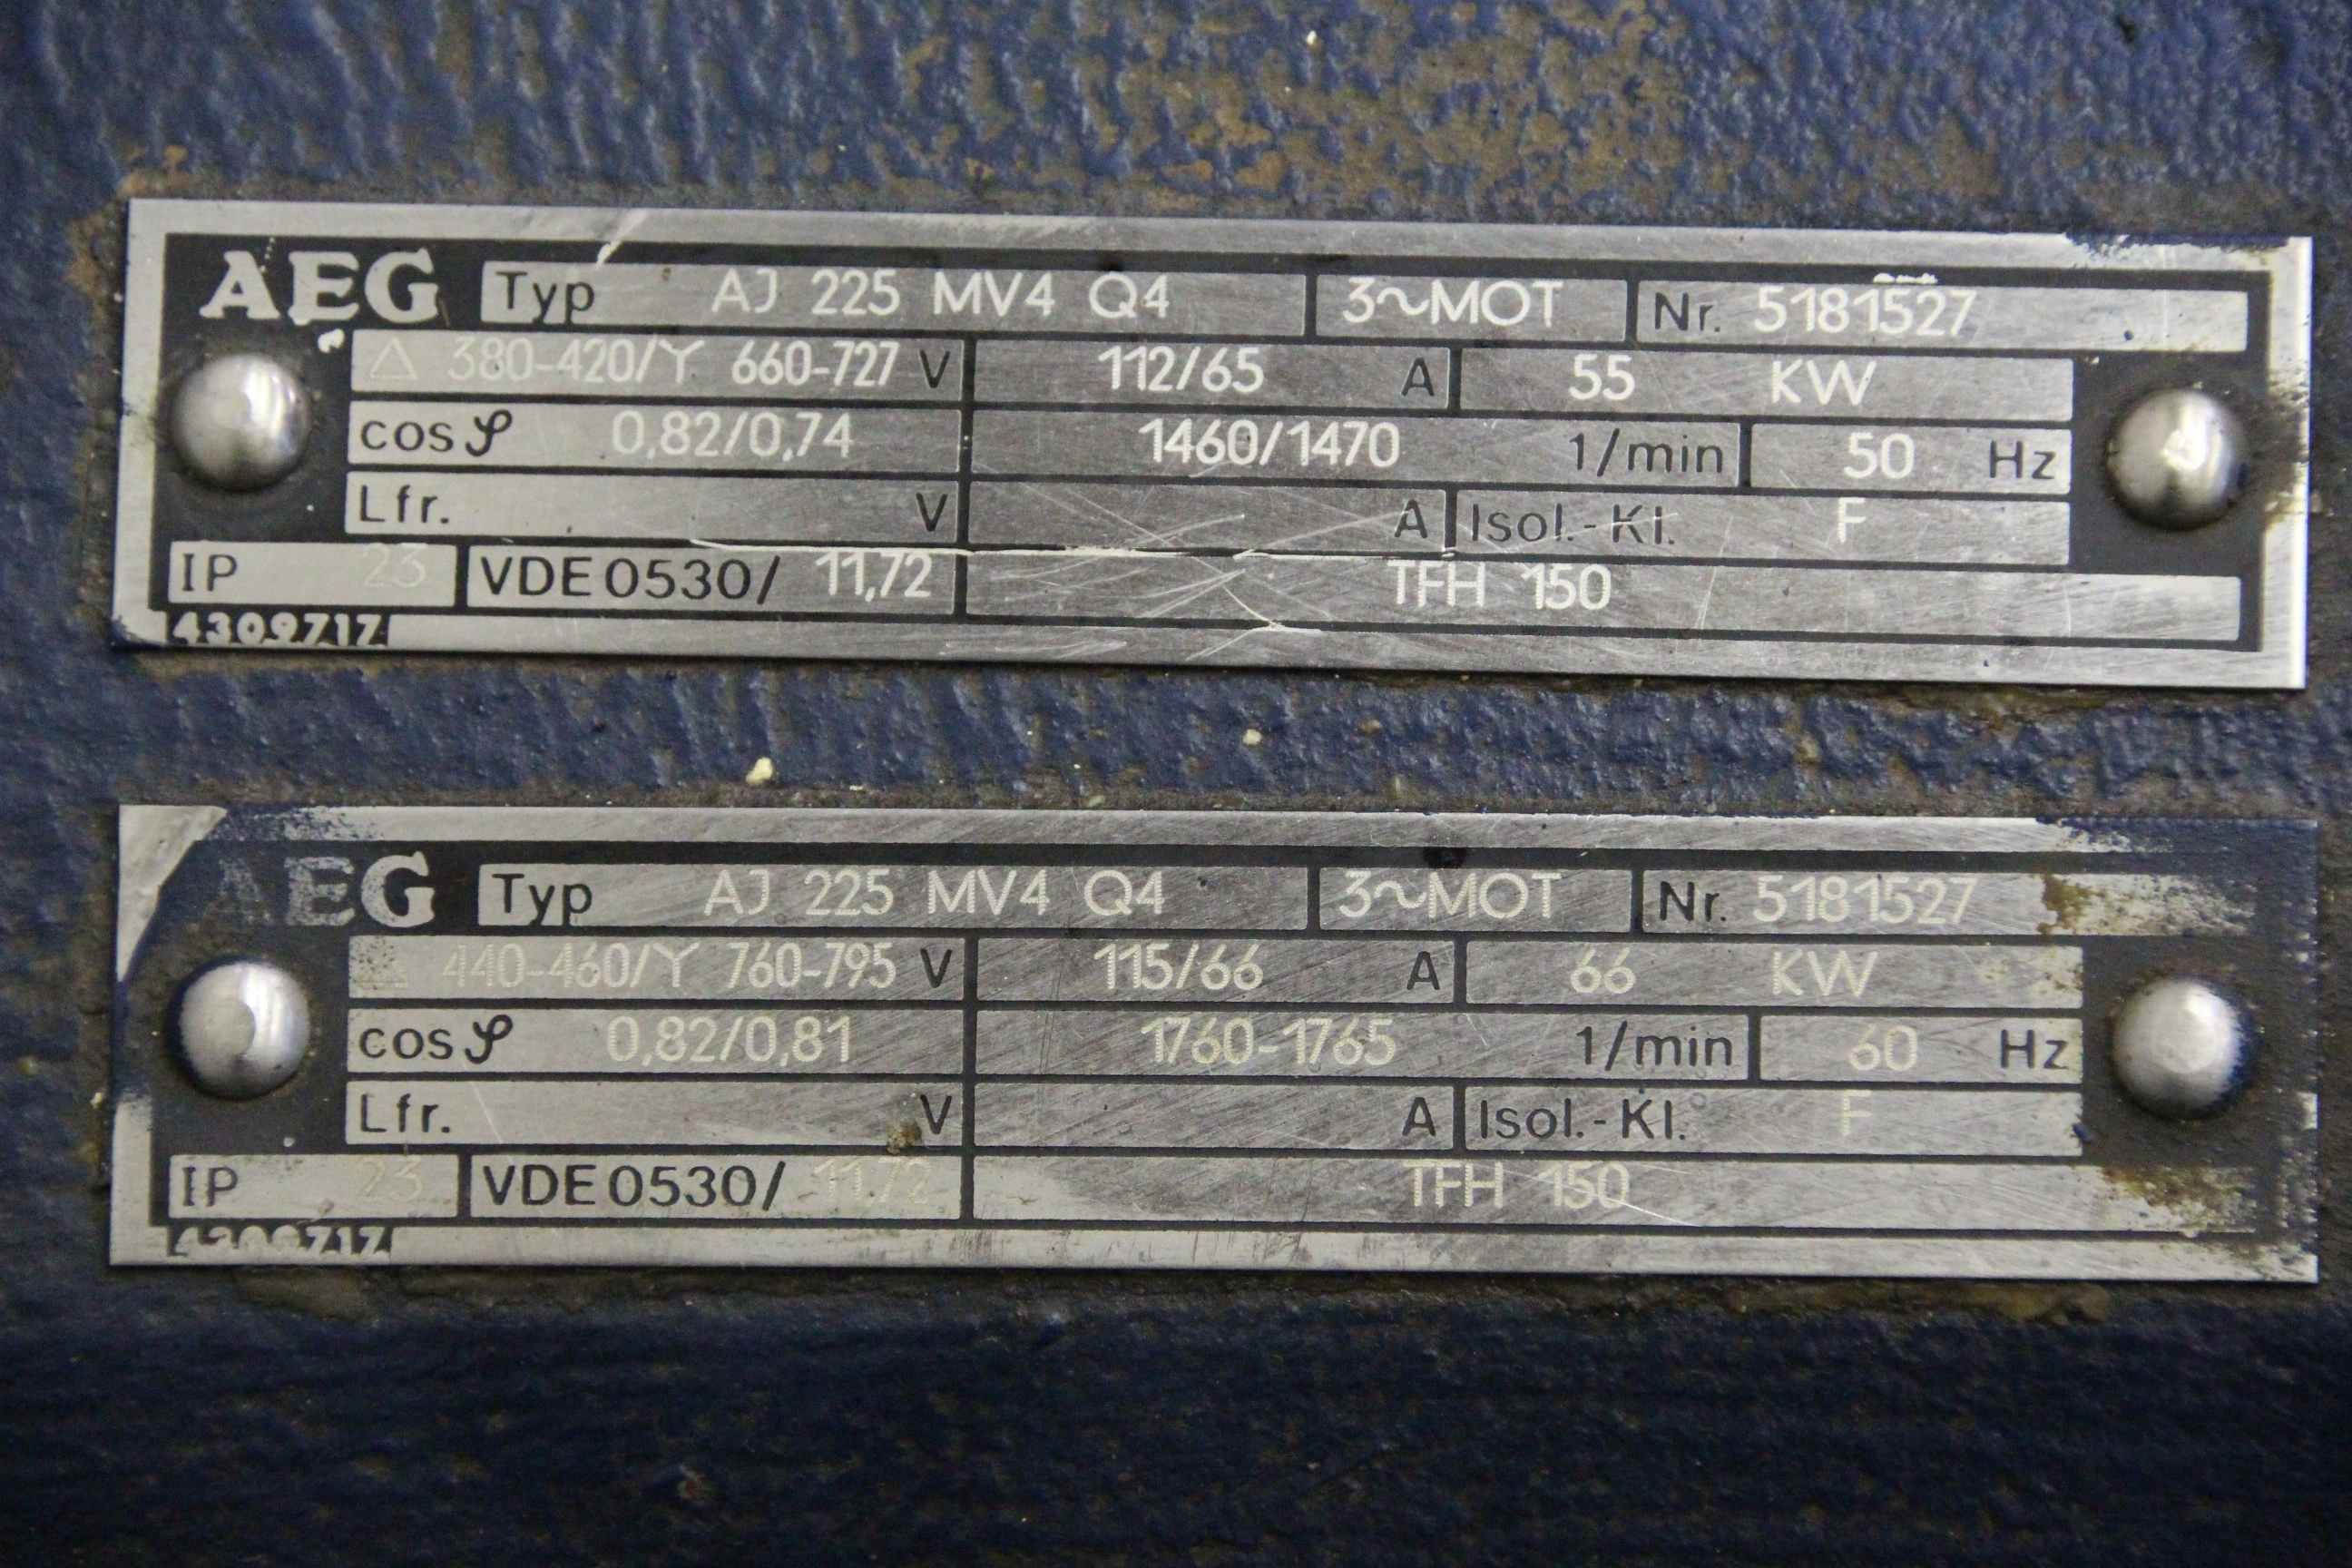 AEG Typ AJ 225 MV4 Q4 3~MOT Nr. 5181527
△ 380-420/Y 660-727 V 112/65 A 55 KW
cos φ 0,82/0,74 1460/1470 1/min 50 Hz
Lfr. V A Isol.-Kl. F
IP 23 VDE 0530/ 11,72 TFH 150
4309717
AEG Typ AJ 225 MV4 Q4 3~MOT Nr. 5181527
△ 440-460/Y 760-795 V 115/66 A 66 KW
cos φ 0,82/0,81 1760-1765 1/min 60 Hz
Lfr. V A Isol.-Kl. F
IP 23 VDE 0530/ 11,72 TFH 150